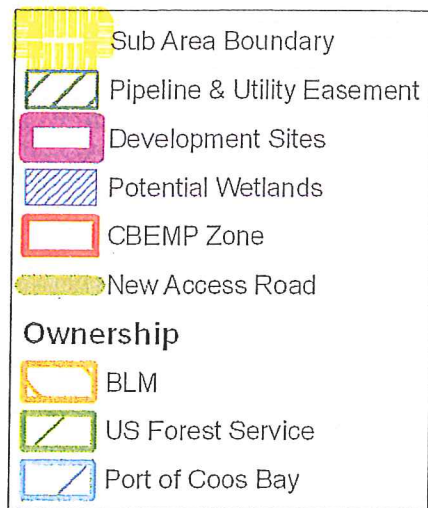 Sub Area Boundary
Pipeline & Utility Easement
Development Sites
Potential Wetlands
CBEMP Zone
New Access Road
Ownership
BLM
US Forest Service
Port of Coos Bay